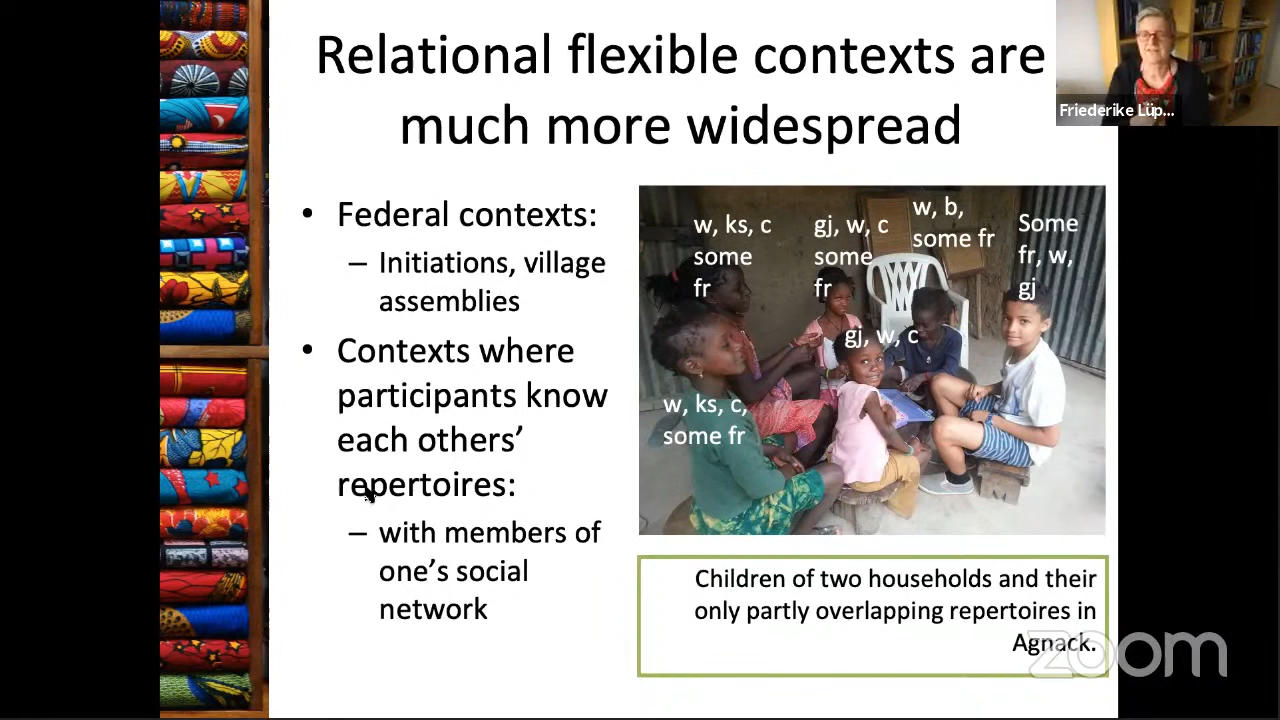 Relational flexible contexts are
much more widespread
Friederike Lüp...
• Federal contexts:
– Initiations, village
assemblies
• Contexts where
participants know
each others’
repertoires:
– with members of
one’s social
network
w, ks, c
some
fr
gj, w, c
some
fr
w, b,
some fr
Some
fr, w,
gj
gj, w, c
w, ks, c,
some fr
Children of two households and their
only partly overlapping repertoires in
Agnack.
zoom